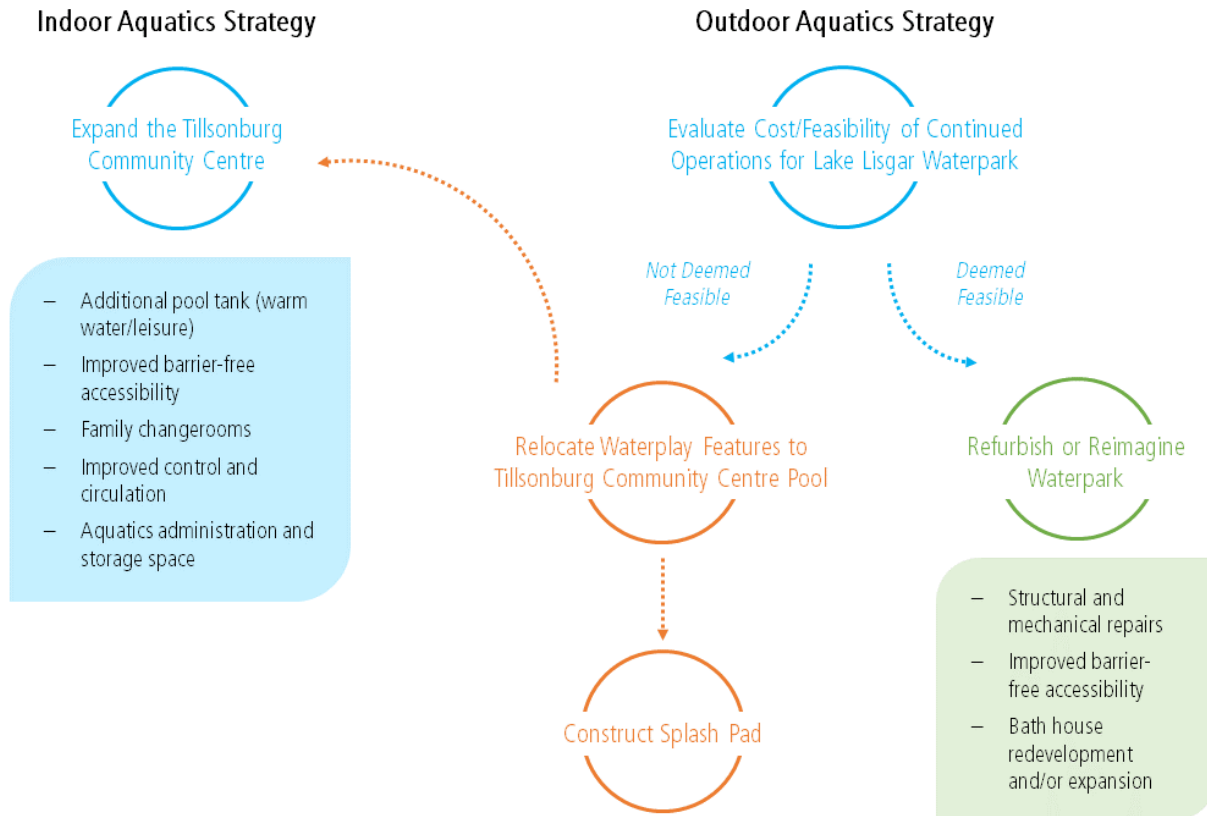 Indoor Aquatics Strategy
Expand the Tillsonburg
Community Centre
– Additional pool tank (warm
water/leisure)
– Improved barrier-free
accessibility
– Family changerooms
– Improved control and
circulation
– Aquatics administration and
storage space
Outdoor Aquatics Strategy
Evaluate Cost/Feasibility of Continued
Operations for Lake Lisgar Waterpark
Not Deemed
Feasible
Deemed
Feasible
Relocate Waterplay Features to
Tillsonburg Community Centre Pool
Construct Splash Pad
Refurbish or Reimagine
Waterpark
– Structural and
mechanical repairs
– Improved barrier-
free accessibility
– Bath house
redevelopment
and/or expansion